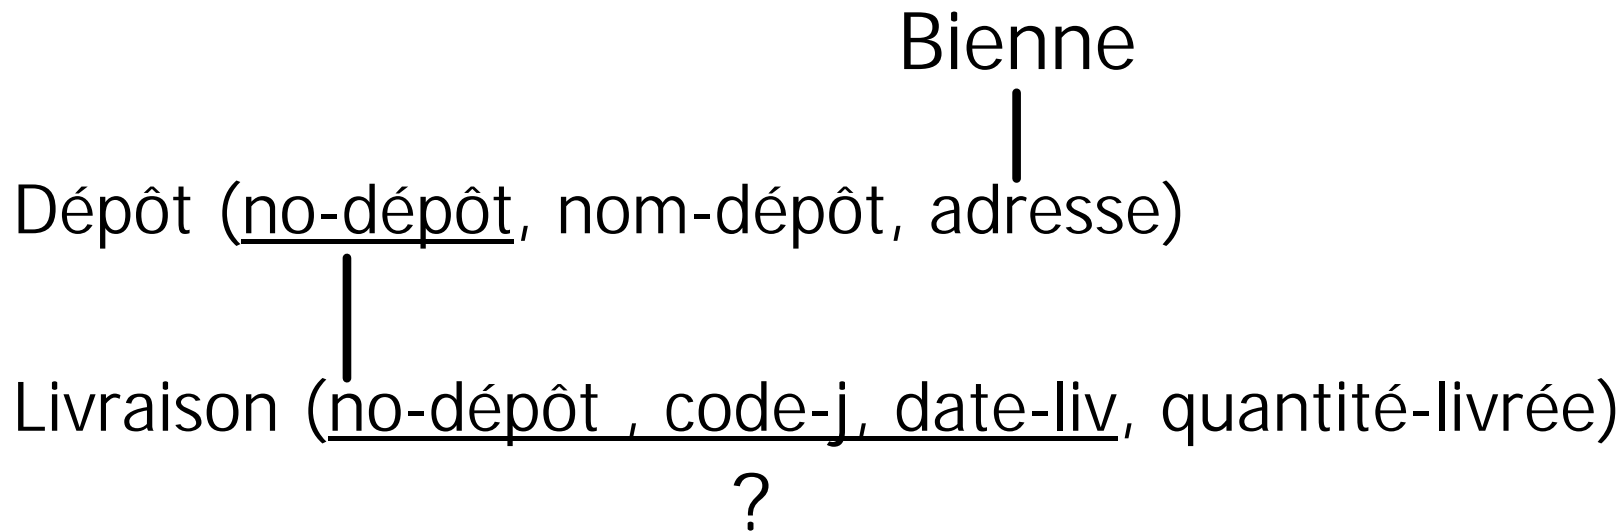 Bienne
Dépôt (no-dépôt, nom-dépôt, adresse)
Livraison (no-dépôt , code-j, date-liv, quantité-livrée)
?